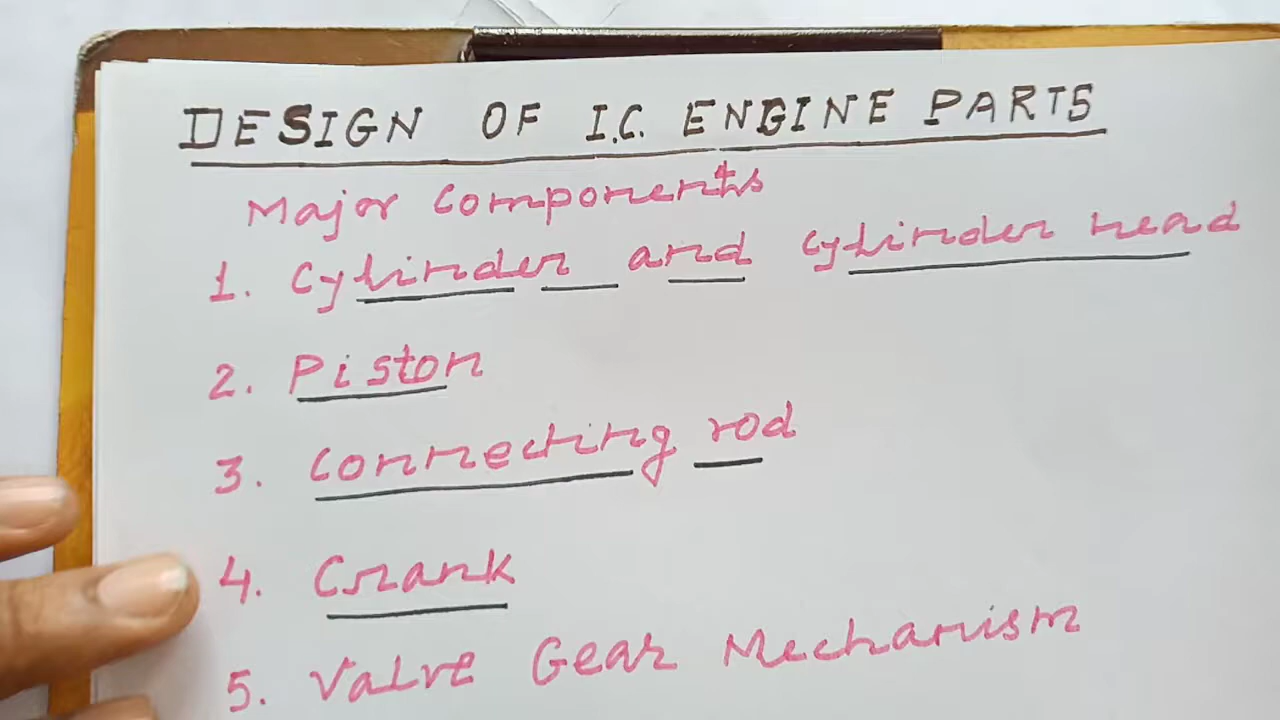 DESIGN OF I.C. ENGINE PARTS
Major Components
1. Cylinder and Cylinder head
2. Piston
3. Connecting rod
4. Crank
5. Valve Gear Mechanism